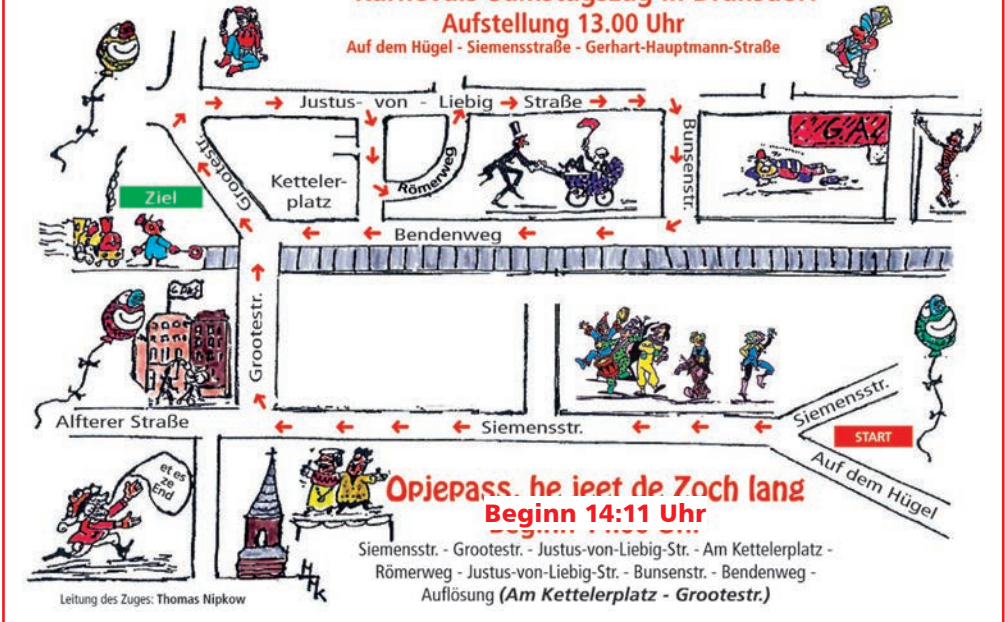 Aufstellung 13.00 Uhr
Auf dem Hügel - Siemensstraße - Gerhart-Hauptmann-Straße
Justus- von - Liebig Straße
Bunsenstr.
G.A.
Grootestr.
Ketteler-
platz
Römerweg
Ziel
Bendenweg
Grootestr.
Alfterer Straße
Siemensstr.
Siemensstr.
START
Auf dem Hügel
et es
ze
End
Opjepass, he jeet de Zoch lang
Beginn 14:11 Uhr
Siemensstr. - Grootestr. - Justus-von-Liebig-Str. - Am Kettelerplatz -
Römerweg - Justus-von-Liebig-Str. - Bunsenstr. - Bendenweg -
Auflösung (Am Kettelerplatz - Grootestr.)
Leitung des Zuges: Thomas Nipkow